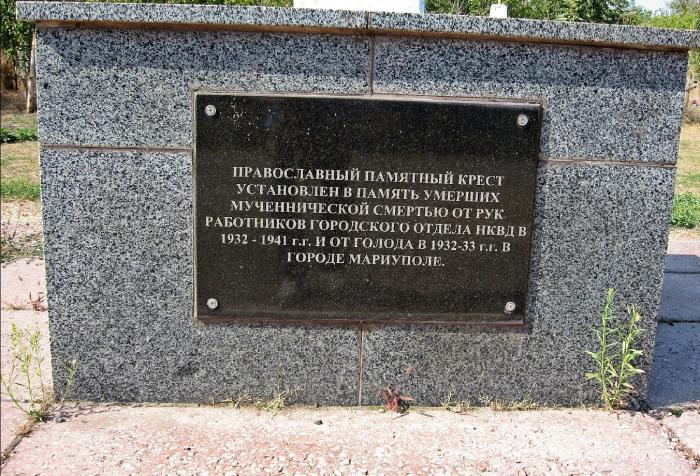 ПРАВОСЛАВНЫЙ ПАМЯТНЫЙ КРЕСТ
УСТАНОВЛЕН В ПАМЯТЬ УМЕРШИХ
МУЧЕННИЧЕСКОЙ СМЕРТЬЮ ОТ РУК
РАБОТНИКОВ ГОРОДСКОГО ОТДЕЛА НКВД В
1932 - 1941 г.г. И ОТ ГОЛОДА В 1932-33 г.г. В
ГОРОДЕ МАРИУПОЛЕ.